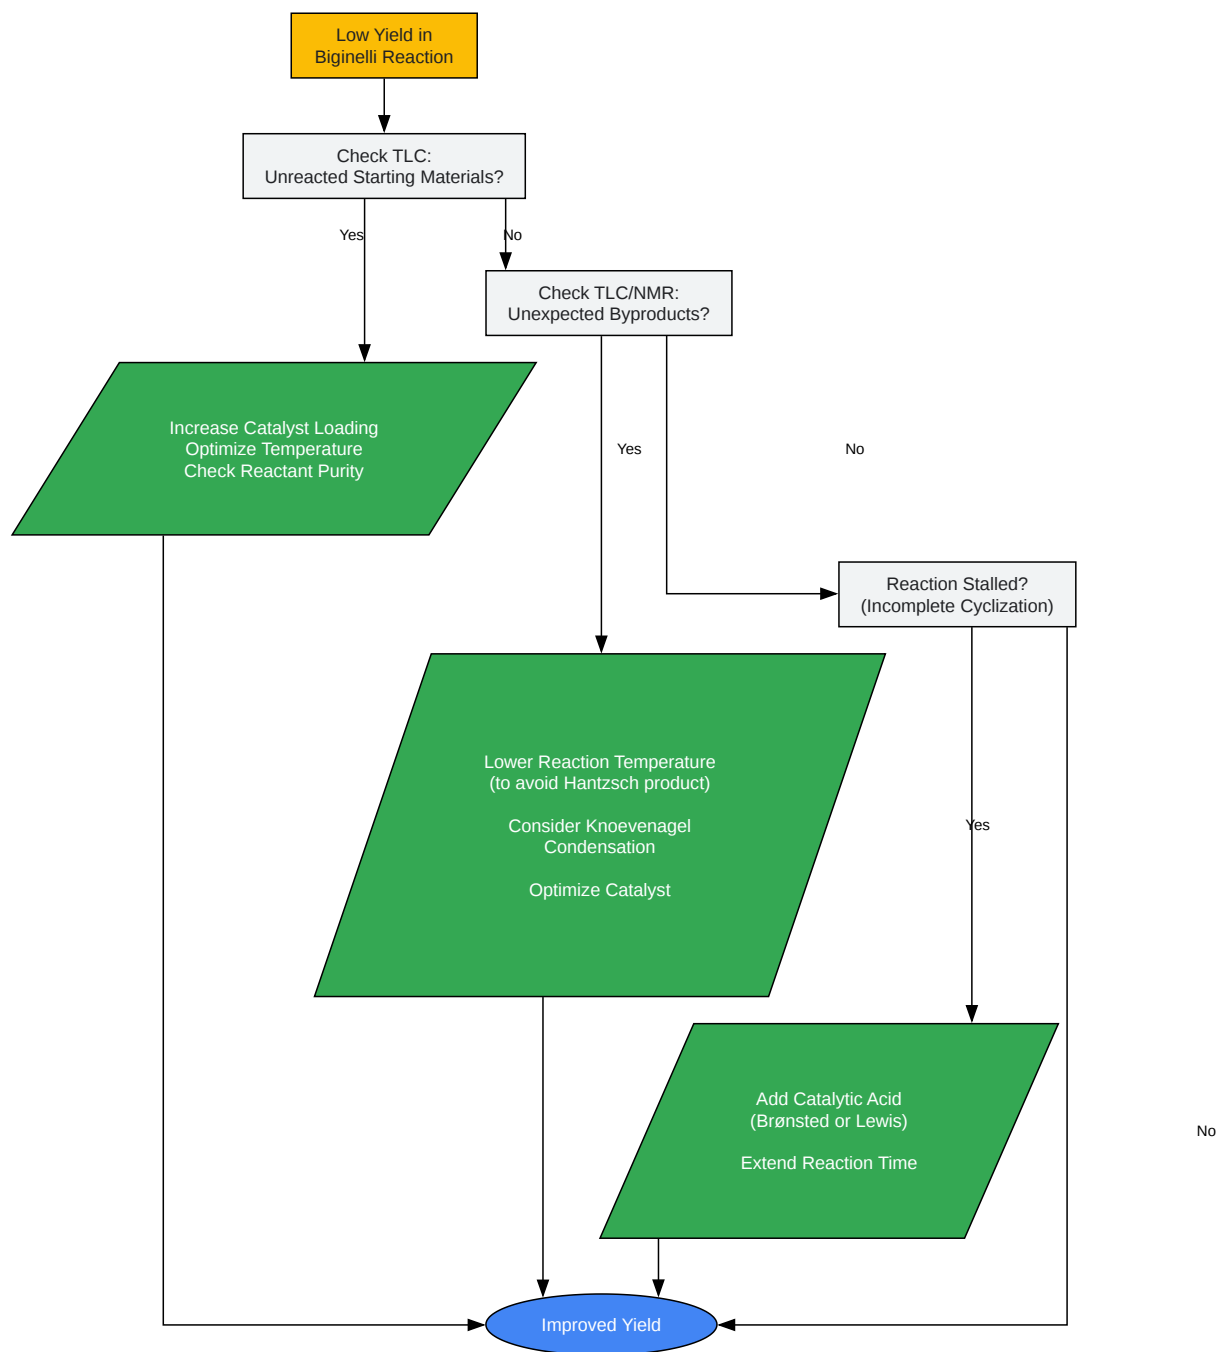 Low Yield in
Biginelli Reaction
Check TLC:
Unreacted Starting Materials?
Yes
No
Check TLC/NMR:
Unexpected Byproducts?
Increase Catalyst Loading
Optimize Temperature
Check Reactant Purity
Yes
No
Reaction Stalled?
(Incomplete Cyclization)
Lower Reaction Temperature
(to avoid Hantzsch product)
Consider Knoevenagel
Condensation
Optimize Catalyst
Yes
Add Catalytic Acid
(Brønsted or Lewis)
Extend Reaction Time
No
Improved Yield